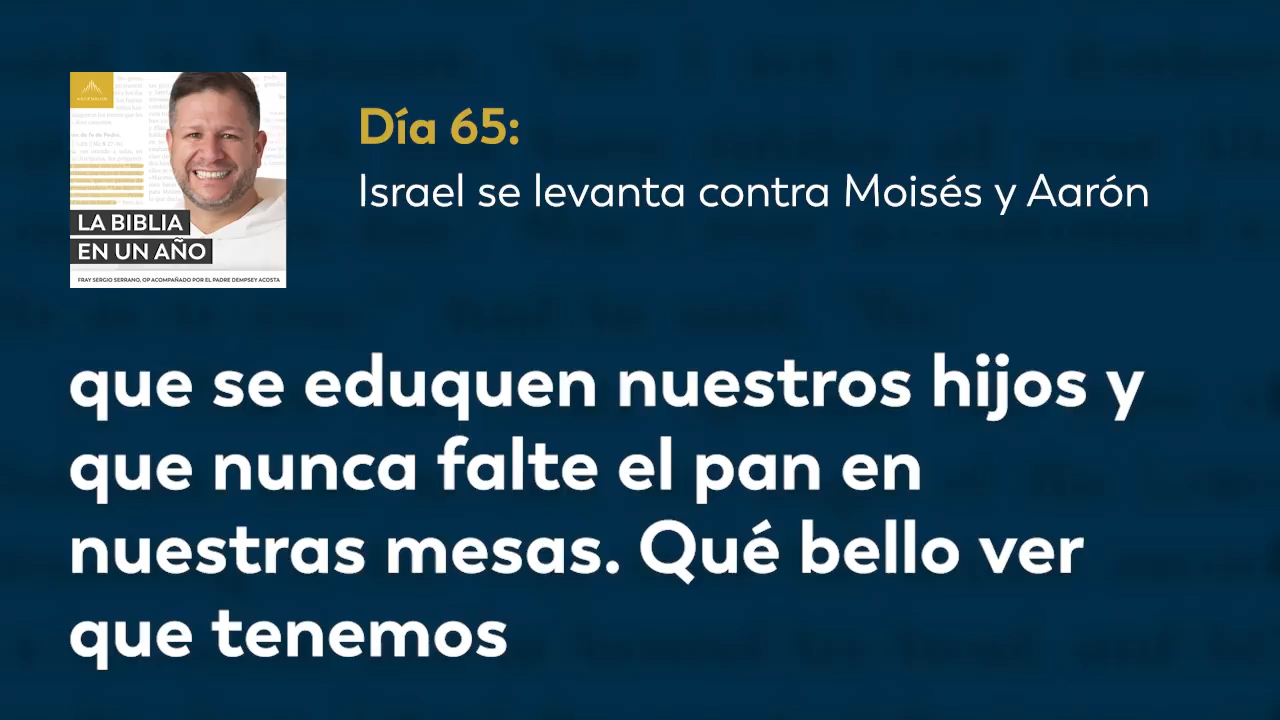 ASCENSION
Día 65:
Israel se levanta contra Moisés y Aarón
LA BIBLIA
EN UN AÑO
FRAY SERGIO SERRANO, OP ACOMPAÑADO POR EL PADRE DEMPSEY ACOSTA
que se eduquen nuestros hijos y
que nunca falte el pan en
nuestras mesas. Qué bello ver
que tenemos